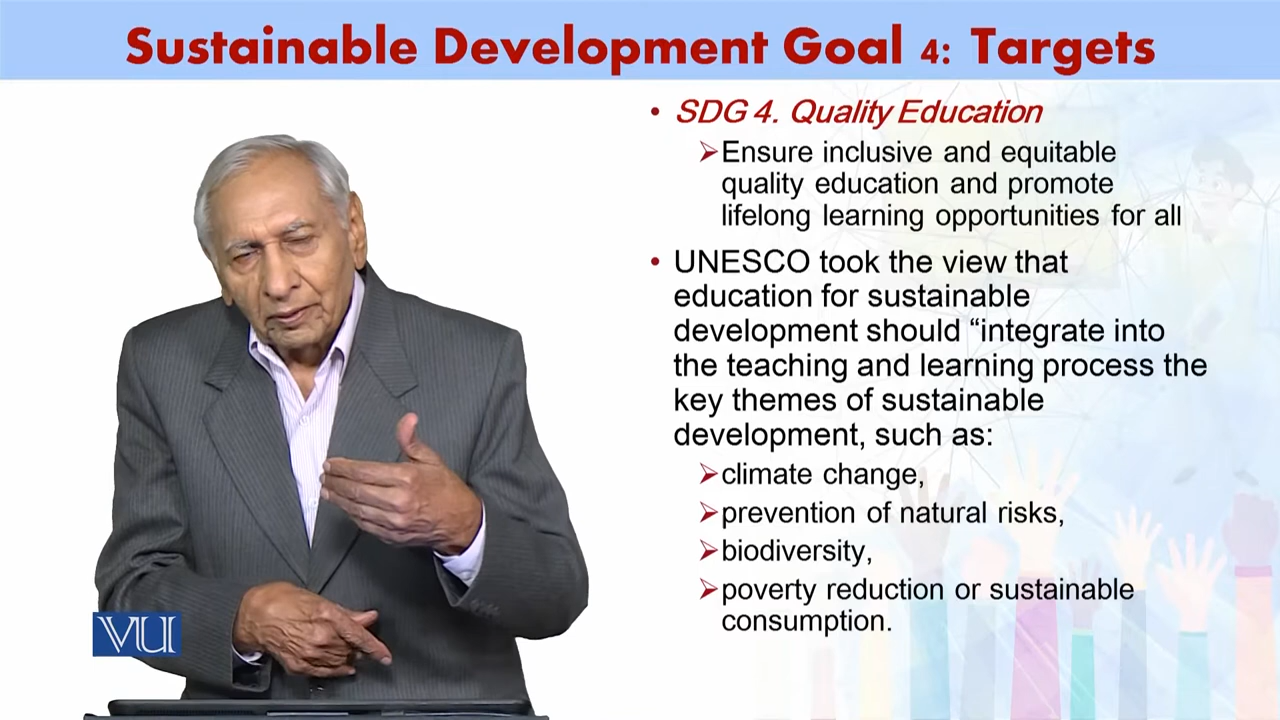 Sustainable Development Goal 4: Targets
• SDG 4. Quality Education
➢Ensure inclusive and equitable
quality education and promote
lifelong learning opportunities for all
• UNESCO took the view that
education for sustainable
development should “integrate into
the teaching and learning process the
key themes of sustainable
development, such as:
➢climate change,
➢prevention of natural risks,
➢biodiversity,
➢poverty reduction or sustainable
consumption.
VU